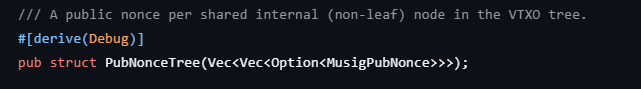 /// A public nonce per shared internal (non-leaf) node in the VTXO tree.
#[derive(Debug)]
pub struct PubNonceTree(Vec<Vec<Option<MusigPubNonce>>>);